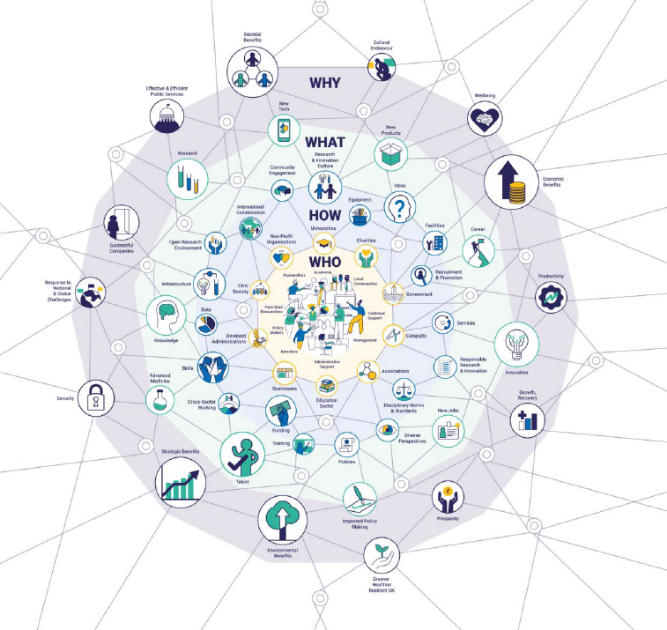 Societal
Benefits
Cultural
Endeavour
WHY
Effective & Efficient
Public Services
Wellbeing
New
Tech
New
Products
WHAT
Research
Research
& Innovation
Culture
Economic
Benefits
Community
Engagement
Ideas
International
Collaboration
Equipment
HOW
Successful
Companies
Universities
Facilities
Career
Open Research
Environment
Non-Profit
Organisations
Charities
WHO
Academia
Researchers
Local
Communities
Recruitment
& Promotion
Response to
National
& Global
Challenges
Infrastructure
Civic
Society
Government
Productivity
Data
Technical
Support
Services
Policy
Makers
Knowledge
Devolved
Administrations
Catapults
Management
Investors
Administrative
Support
Innovation
Skills
Associations
Responsible
Research
& Innovation
Advanced
Medicine
Businesses
Education
Sector
Security
Cross-Sector
Working
Disciplinary Norms
& Standards
Growth,
Recovery
New Jobs
Funding
Training
Diverse
Perspectives
Strategic Benefits
Policies
Talent
Improved Policy
Making
Prosperity
Environmental
Benefits
Greener
Healthier
Resilient UK